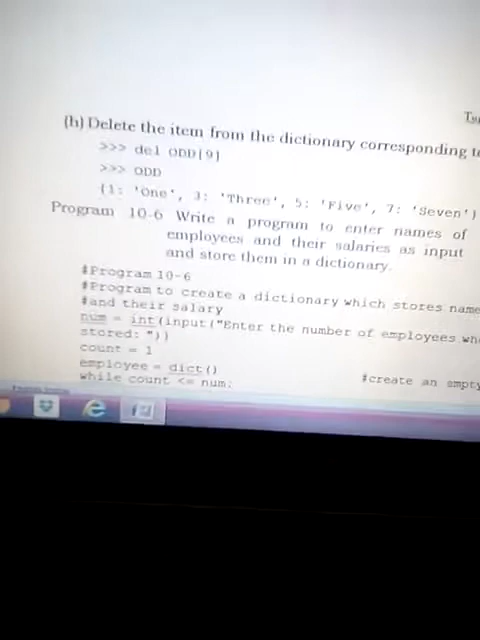 (h) Delete the item from the dictionary corresponding
>>> del ODD[9]
>>> ODD
{1: 'One', 3: 'Three', 5: 'Five', 7: 'Seven'}
Program 10-6 Write a program to enter names of
employees and their salaries as input
and store them in a dictionary.
#Program 10-6
#Program to create a dictionary which stores name
#and their salary
num = int(input("Enter the number of employees
stored: "))
count = 1
employee = dict() #create an empty
while count <= num: